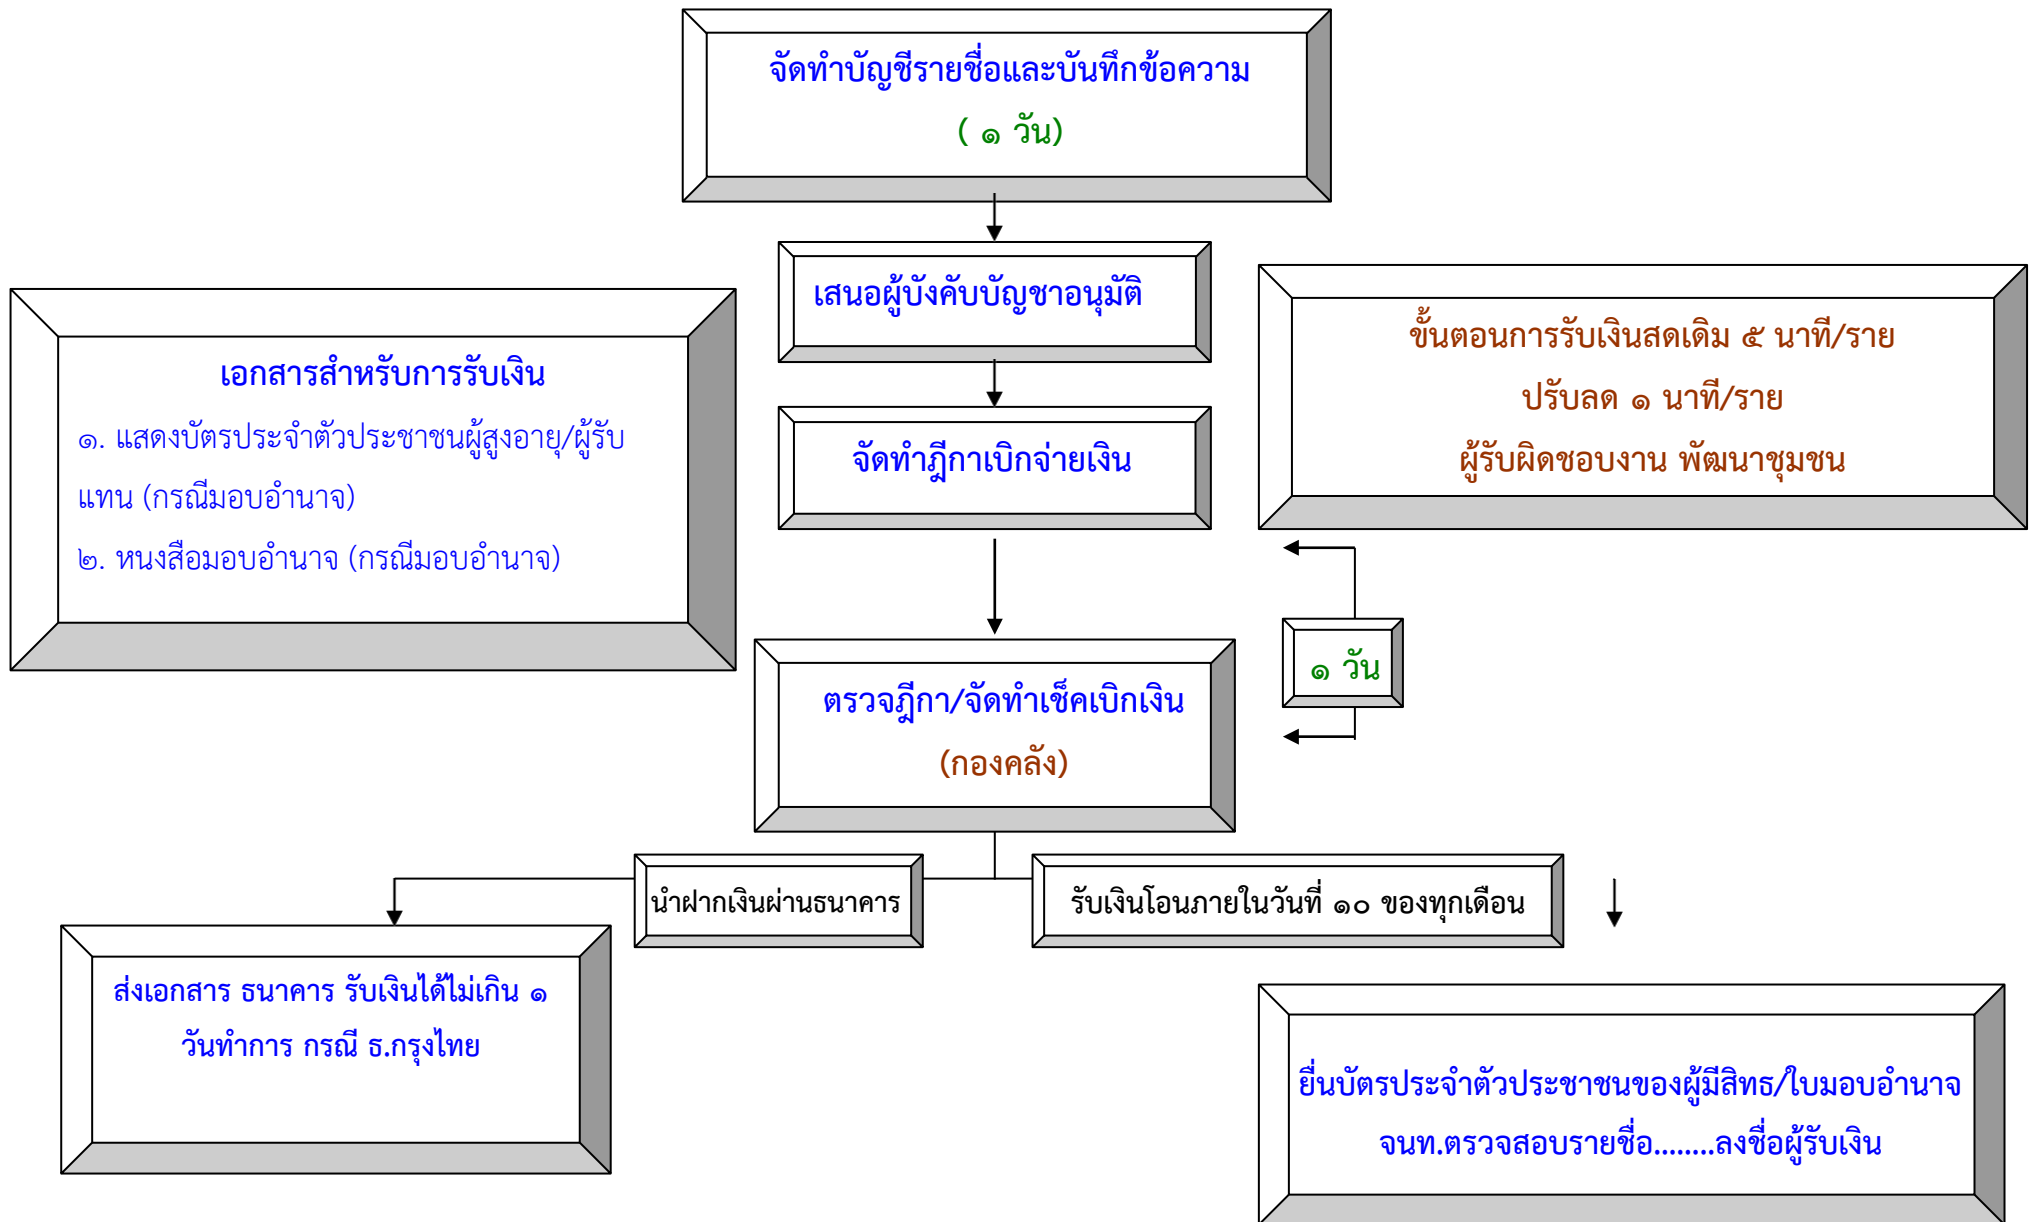 จัดทำบัญชีรายชื่อและบันทึกข้อความ
( ๑ วัน)
เสนอผู้บังคับบัญชาอนุมัติ
เอกสารสำหรับการรับเงิน
๑. แสดงบัตรประจำตัวประชาชนผู้สูงอายุ/ผู้รับ
แทน (กรณีมอบอำนาจ)
๒. หนงสือมอบอำนาจ (กรณีมอบอำนาจ)
ขั้นตอนการรับเงินสดเดิม ๕ นาที/ราย
ปรับลด ๑ นาที/ราย
ผู้รับผิดชอบงาน พัฒนาชุมชน
จัดทำฎีกาเบิกจ่ายเงิน
๑ วัน
ตรวจฎีกา/จัดทำเช็คเบิกเงิน
(กองคลัง)
นำฝากเงินผ่านธนาคาร
รับเงินโอนภายในวันที่ ๑๐ ของทุกเดือน
ส่งเอกสาร ธนาคาร รับเงินได้ไม่เกิน ๑
วันทำการ กรณี ธ.กรุงไทย
ยื่นบัตรประจำตัวประชาชนของผู้มีสิทธ/ใบมอบอำนาจ
จนท.ตรวจสอบรายชื่อ........ลงชื่อผู้รับเงิน